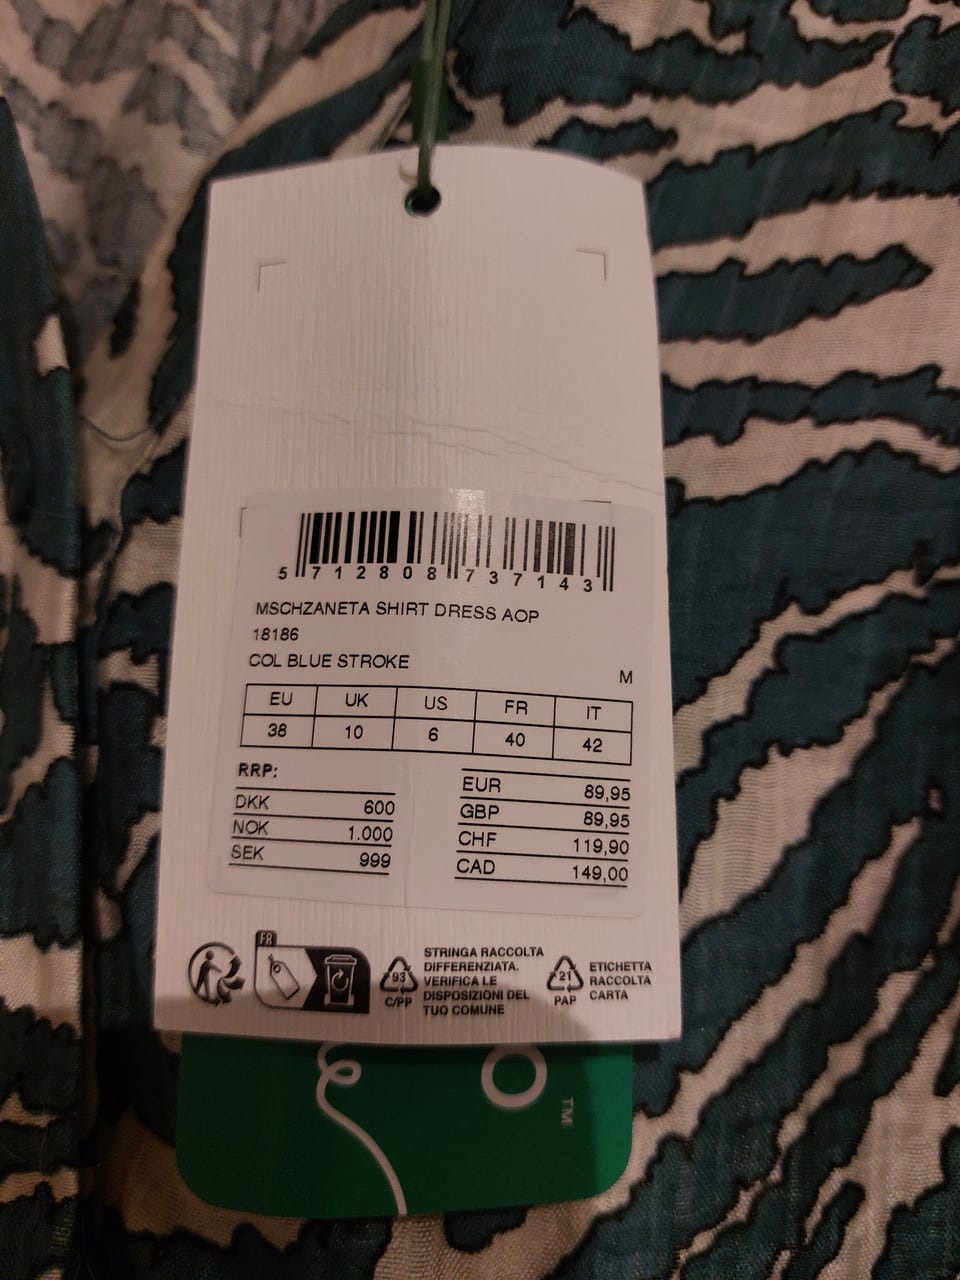 5 712808 737143
MSCHZANETA SHIRT DRESS AOP
18186
COL BLUE STROKE
M
EU UK US FR IT
38 10 6 40 42
RRP:
DKK 600
NOK 1.000
SEK 999
EUR 89,95
GBP 89,95
CHF 119,90
CAD 149,00
FR
93
C/PP
STRINGA RACCOLTA
DIFFERENZIATA.
VERIFICA LE
DISPOSIZIONI DEL
TUO COMUNE
21
PAP
ETICHETTA
RACCOLTA
CARTA
TM